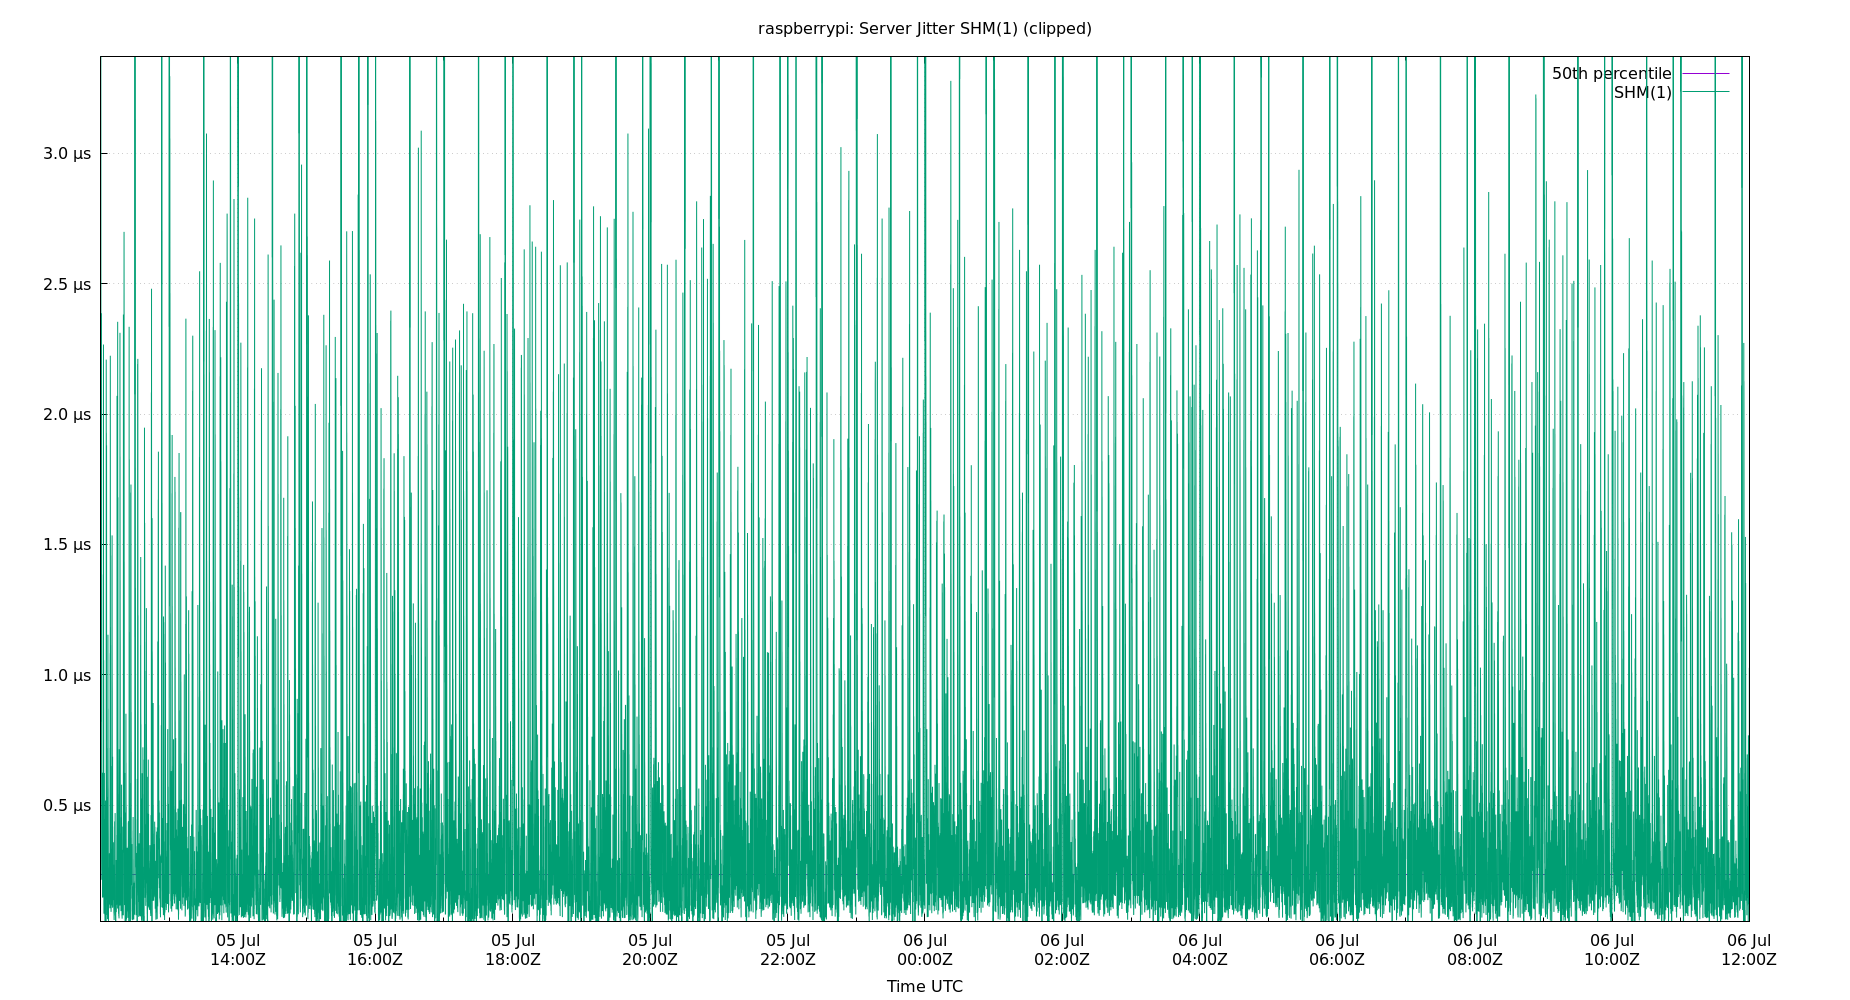 raspberrypi: Server Jitter SHM(1) (clipped)
50th percentile
SHM(1)
3.0 µs
2.5 µs
2.0 µs
1.5 µs
1.0 µs
0.5 µs
05 Jul 05 Jul 05 Jul 05 Jul 05 Jul 06 Jul 06 Jul 06 Jul 06 Jul 06 Jul 06 Jul 06 Jul
14:00Z 16:00Z 18:00Z 20:00Z 22:00Z 00:00Z 02:00Z 04:00Z 06:00Z 08:00Z 10:00Z 12:00Z
Time UTC